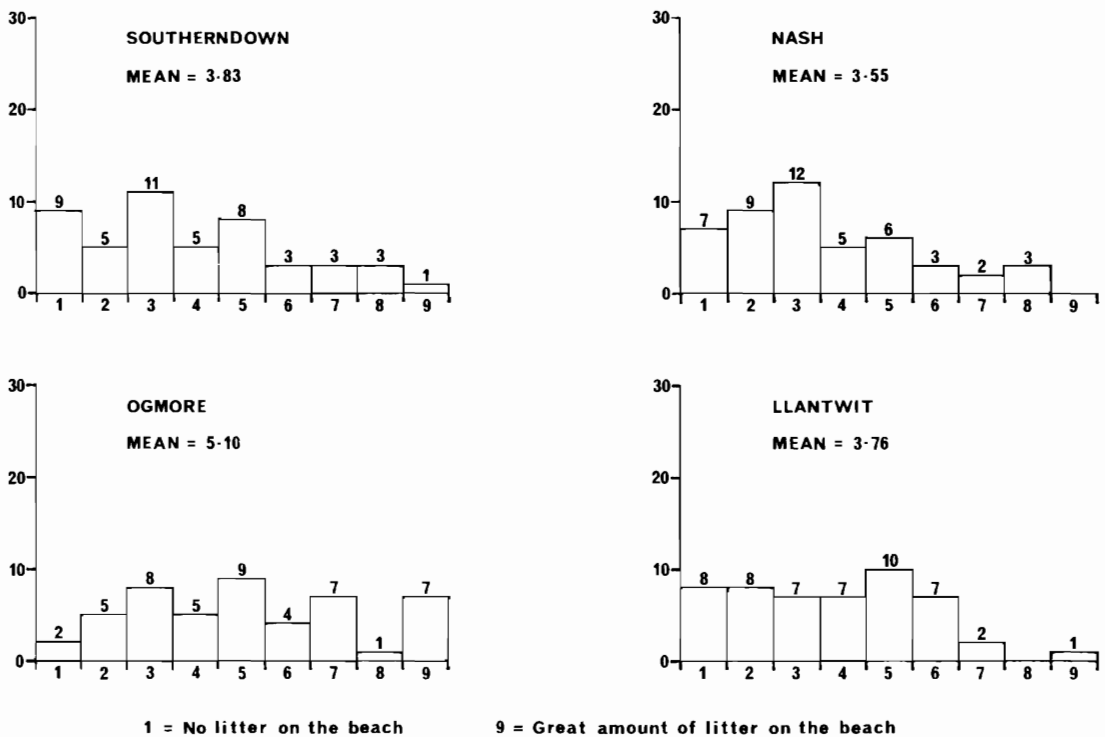 SOUTHERNDOWN
MEAN = 3·83
30
20
10
0
9 5 11 5 8 3 3 3 1
1 2 3 4 5 6 7 8 9
NASH
MEAN = 3·55
30
20
10
0
7 9 12 5 6 3 2 3
1 2 3 4 5 6 7 8 9
OGMORE
MEAN = 5·10
30
20
10
0
2 5 8 5 9 4 7 1 7
1 2 3 4 5 6 7 8 9
LLANTWIT
MEAN = 3·76
30
20
10
0
8 8 7 7 10 7 2 1
1 2 3 4 5 6 7 8 9
1 = No litter on the beach 9 = Great amount of litter on the beach